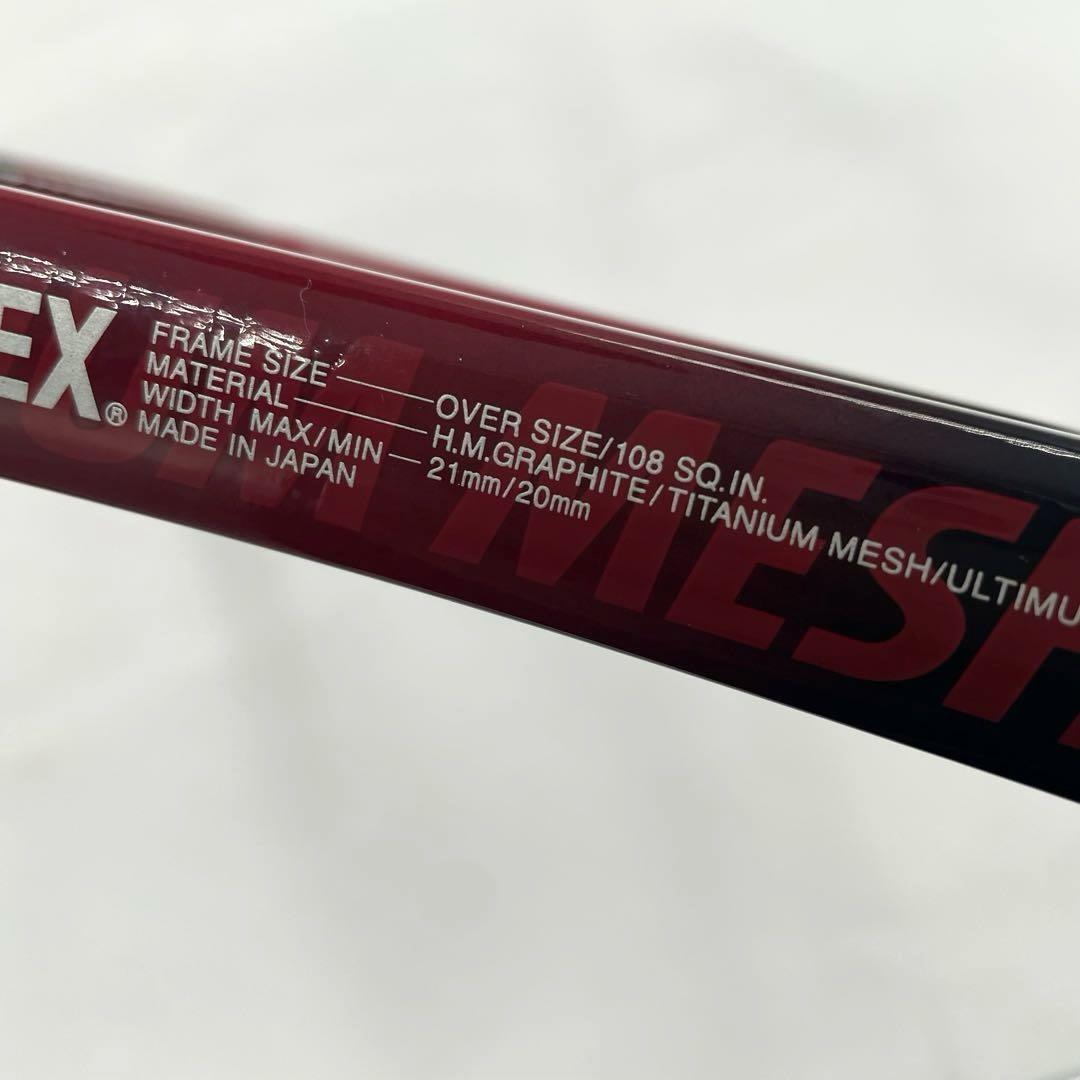 EX®
FRAME SIZE — OVER SIZE/108 SQ.IN.
MATERIAL — H.M.GRAPHITE/TITANIUM MESH/ULTIMU
WIDTH MAX/MIN — 21mm/20mm
MADE IN JAPAN
UM MESH